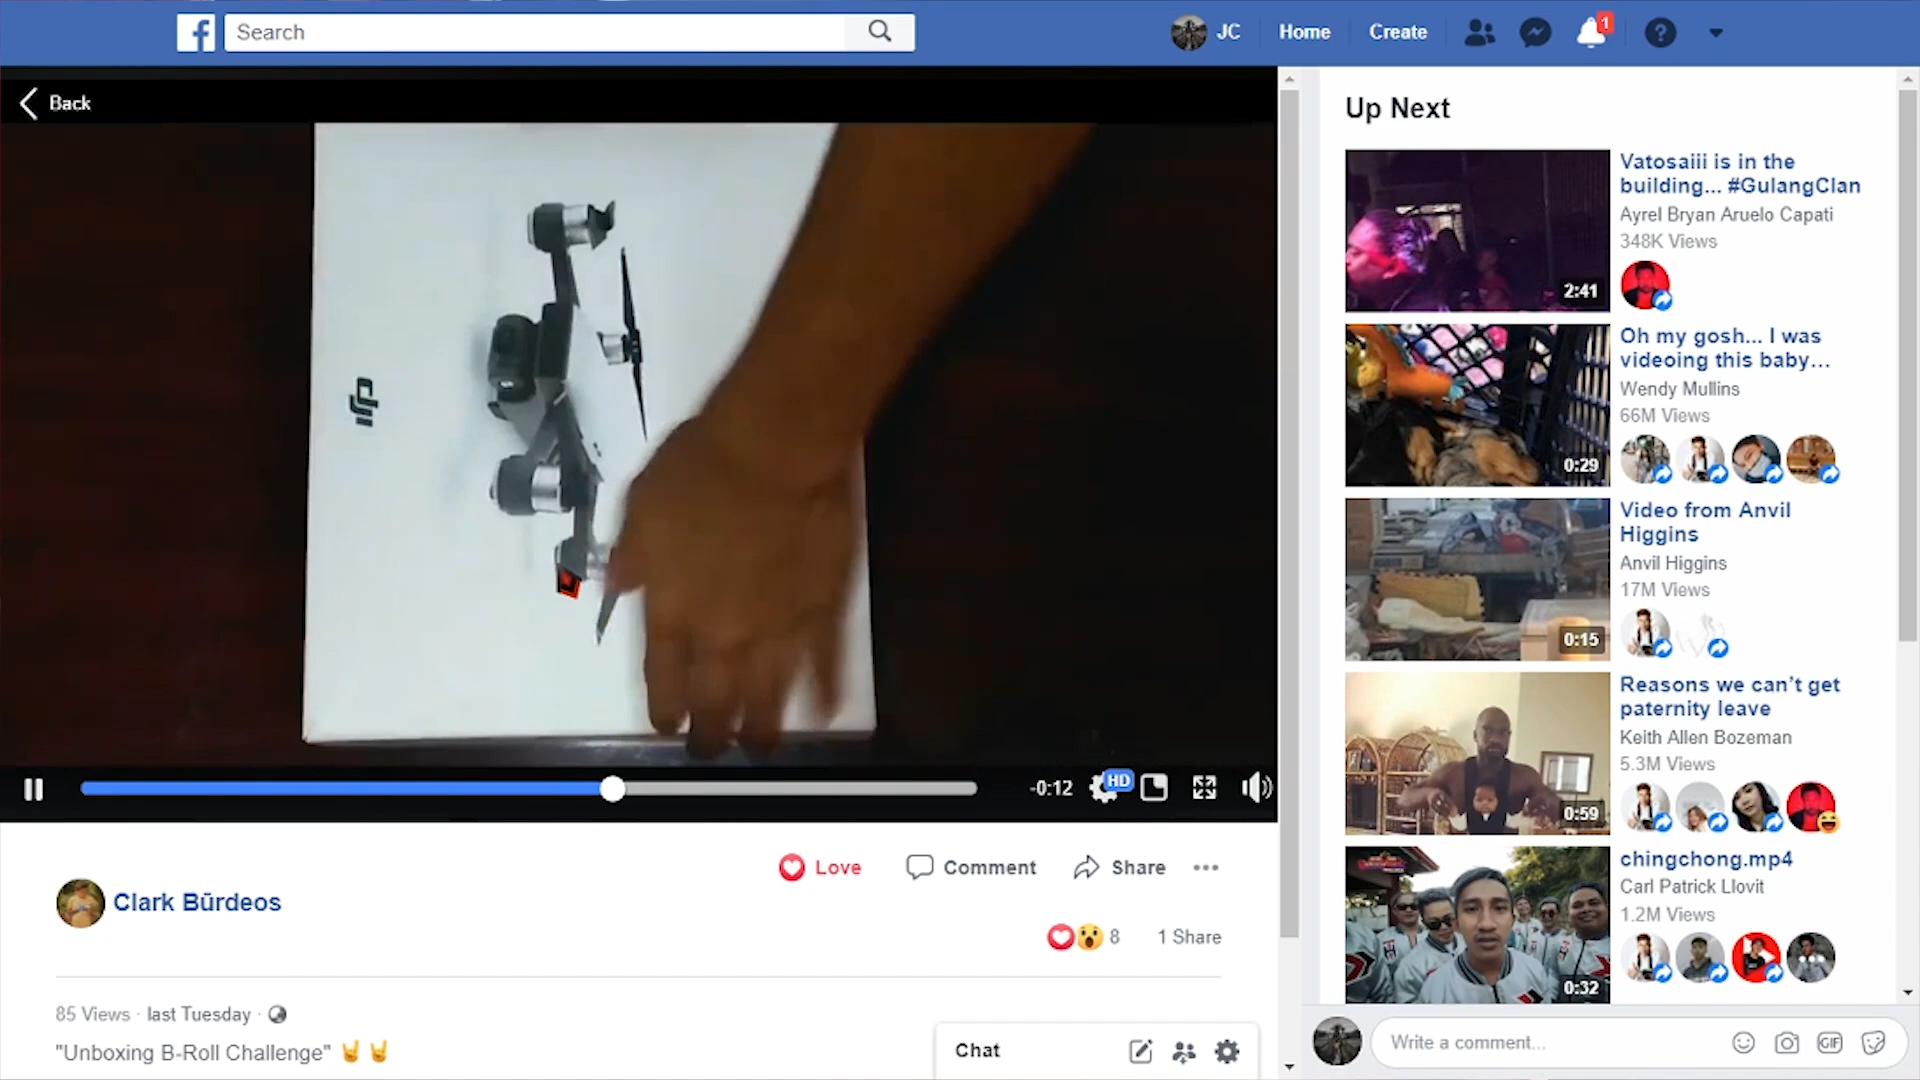 f
Search
JC
Home
Create
1
?
Back
dji
-0:12
HD
Love
Comment
Share
Clark Būrdeos
8
1 Share
85 Views · last Tuesday ·
"Unboxing B-Roll Challenge" 🤘 🤘
Chat
Up Next
Vatosaiii is in the
building... #GulangClan
Ayrel Bryan Aruelo Capati
348K Views
2:41
Oh my gosh... I was
videoing this baby...
Wendy Mullins
66M Views
0:29
Video from Anvil
Higgins
Anvil Higgins
17M Views
0:15
Reasons we can't get
paternity leave
Keith Allen Bozeman
5.3M Views
0:59
chingchong.mp4
Carl Patrick Llovit
1.2M Views
0:32
Write a comment...
GIF